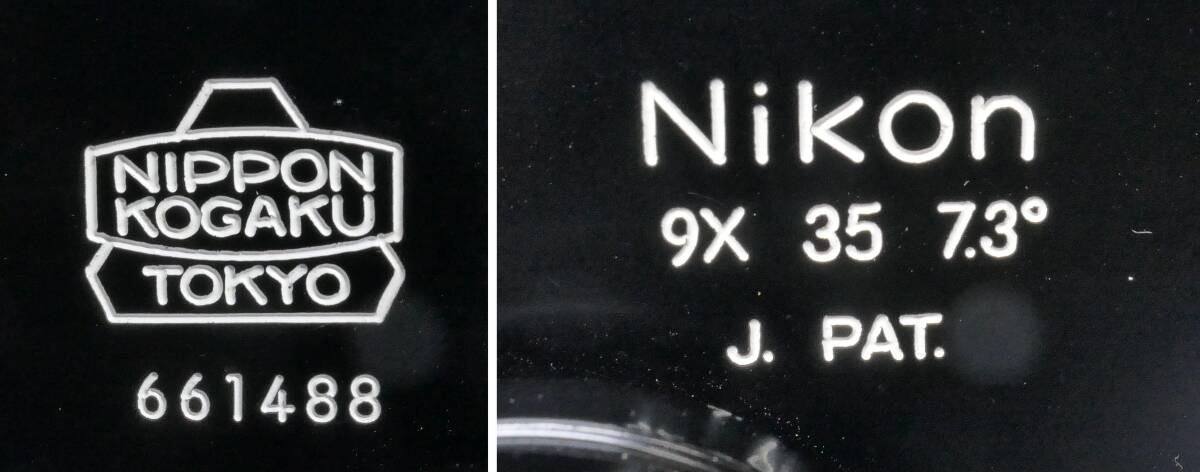 NIPPON
KOGAKU
TOKYO
661488
Nikon
9X 35 7.3°
J. PAT.